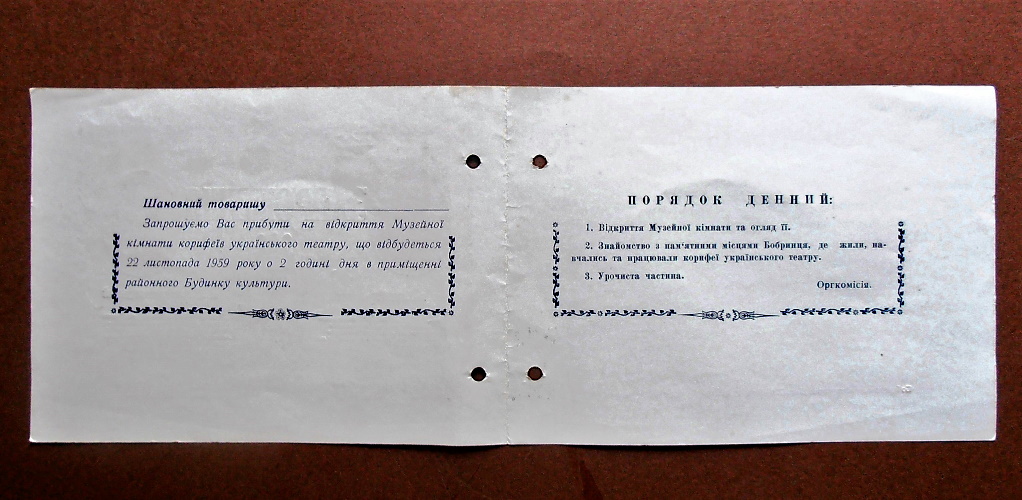 Шановний товаришу
Запрошуємо Вас прибути на відкриття Музейної
кімнати корифеїв українського театру, що відбудеться
22 листопада 1959 року о 2 годині дня в приміщенні
районного Будинку культури.
ПОРЯДОК ДЕННИЙ:
1. Відкриття Музейної кімнати та огляд її.
2. Знайомство з пам'ятними місцями Бобринця, де жили, на-
вчались та працювали корифеї українського театру.
3. Урочиста частина.
Оргкомісія.